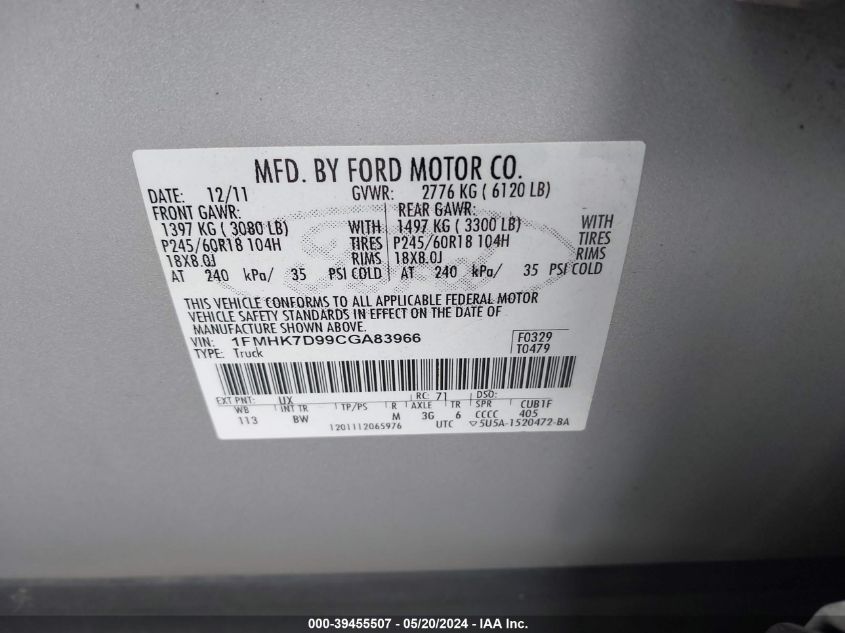 MFD. BY FORD MOTOR CO.
DATE: 12/11 GVWR: 2776 KG ( 6120 LB)
FRONT GAWR: REAR GAWR:
1397 KG ( 3080 LB) WITH 1497 KG ( 3300 LB) WITH
P245/60R18 104H TIRES P245/60R18 104H TIRES
18X8.0J RIMS 18X8.0J RIMS
AT 240 kPa/ 35 PSI COLD AT 240 kPa/ 35 PSI COLD
THIS VEHICLE CONFORMS TO ALL APPLICABLE FEDERAL MOTOR
VEHICLE SAFETY STANDARDS IN EFFECT ON THE DATE OF
MANUFACTURE SHOWN ABOVE.
VIN: 1FMHK7D99CGA83966 F0329
TYPE: Truck T0479
EXT PNT: UX RC: 71 DSO:
WB INT TR TP/PS R AXLE TR SPR CUB1F
113 BW M 3G 6 CCCC 405
1201112065976 UTC ▽5U5A-1520472-BA
000-39455507 - 05/20/2024 - © IAA, Inc.